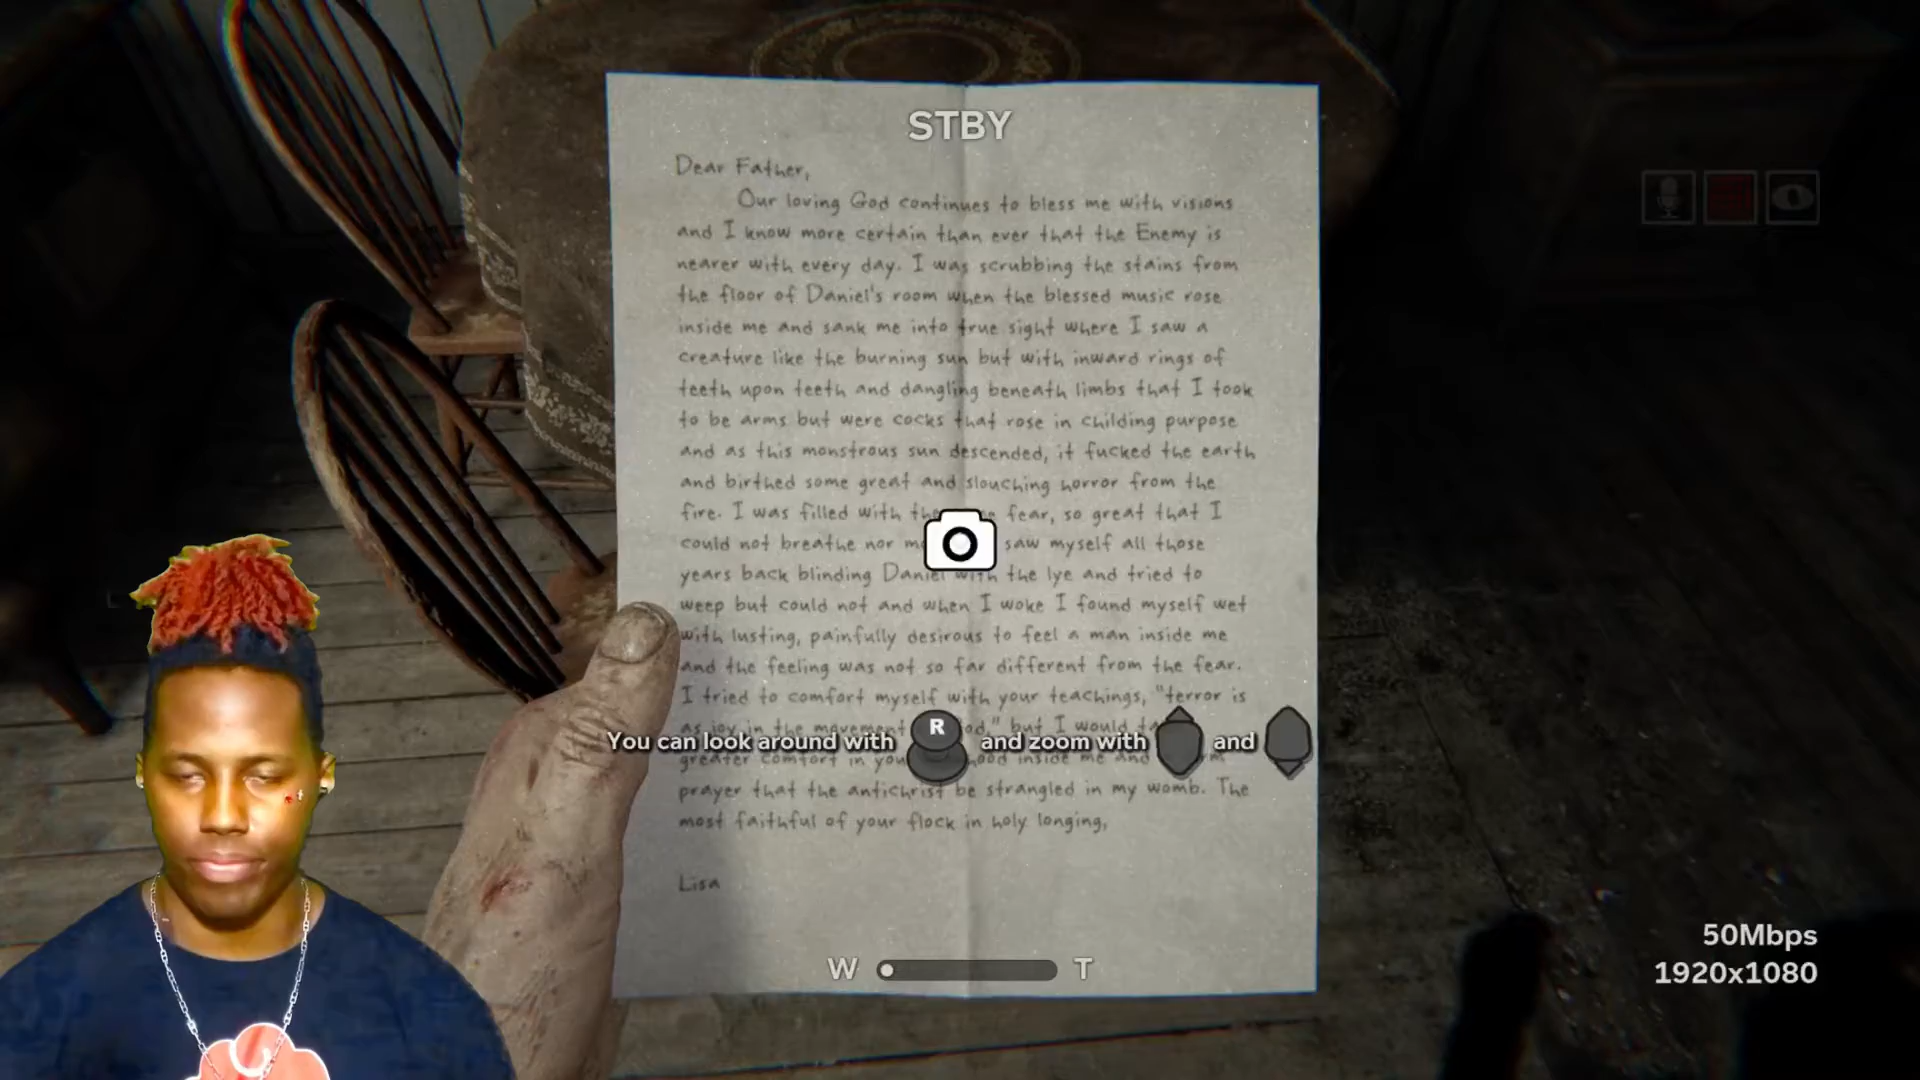 STBY
Dear Father,
Our loving God continues to bless me with visions
and I know more certain than ever that the Enemy is
nearer with every day. I was scrubbing the stains from
the floor of Daniel's room when the blessed music rose
inside me and sank me into true sight where I saw a
creature like the burning sun but with inward rings of
teeth upon teeth and dangling beneath limbs that I took
to be arms but were cocks that rose in childing purpose
and as this monstrous sun descended, it fucked the earth
and birthed some great and slouching horror from the
fire. I was filled with fear, so great that I
could not breathe nor saw myself all those
years back blinding Daniel with the lye and tried to
weep but could not and when I woke I found myself wet
with lusting, painfully desirous to feel a man inside me
and the feeling was not so far different from the fear.
I tried to comfort myself with your teachings, "terror is
as joy in the movement but I would
You can look around with R and zoom with and
greater comfort in inside me and
prayer that the antichrist be strangled in my womb. The
most faithful of your flock in holy longing,
Lisa
50Mbps
W T
1920x1080